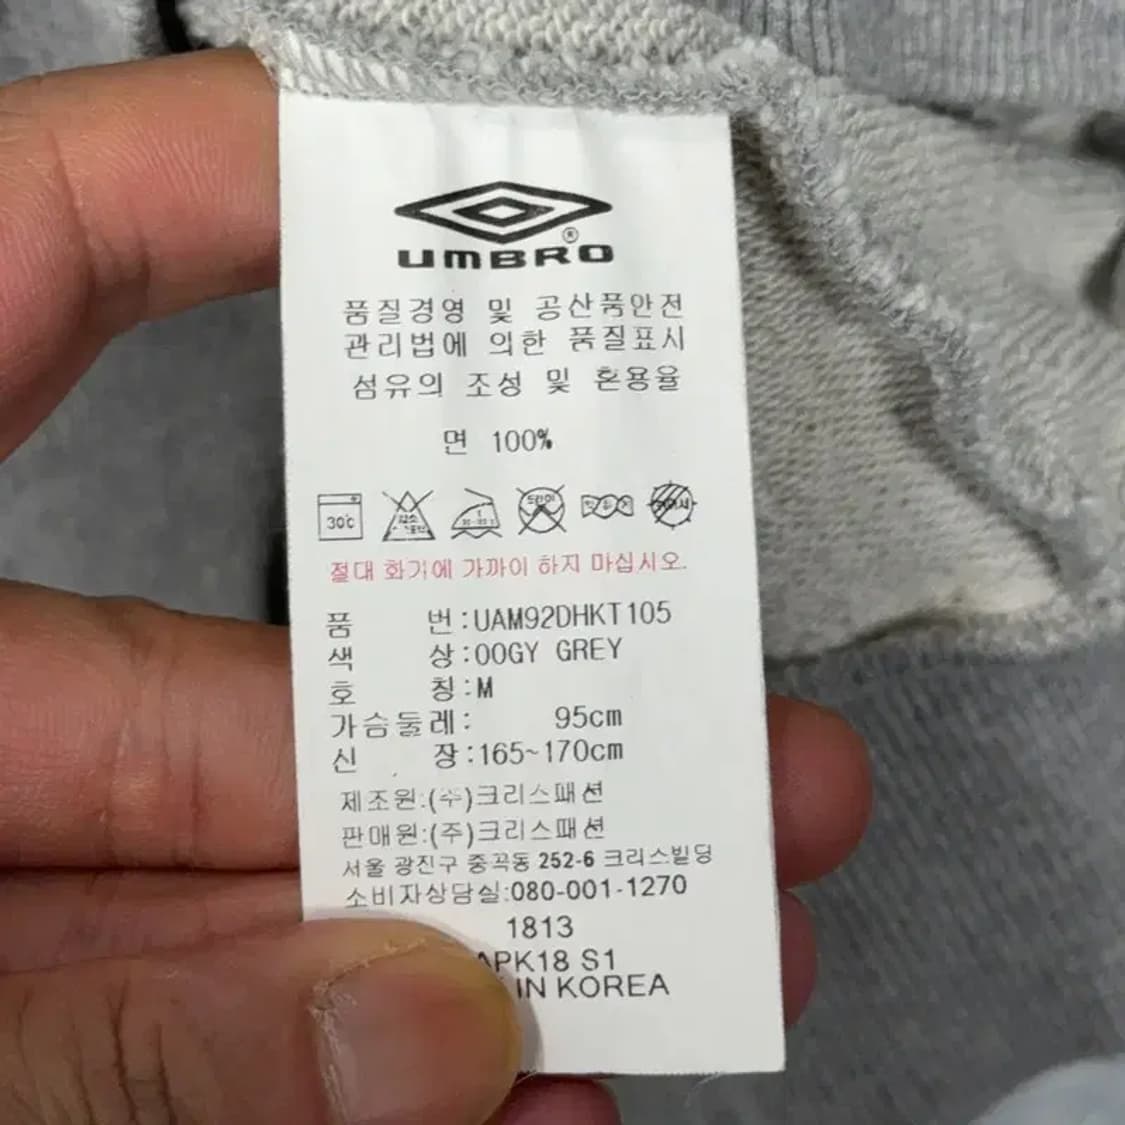 UMBRO®
품질경영 및 공산품안전
관리법에 의한 품질표시
섬유의 조성 및 혼용율
면 100%
30℃
절대 화기에 가까이 하지 마십시오.
품 번:UAM92DHKT105
색 상:00GY GREY
호 칭:M
가슴둘레: 95cm
신 장:165~170cm
제조원:(주)크리스패션
판매원:(주)크리스패션
서울 광진구 중곡동 252-6 크리스빌딩
소비자상담실:080-001-1270
1813
APK18 S1
IN KOREA